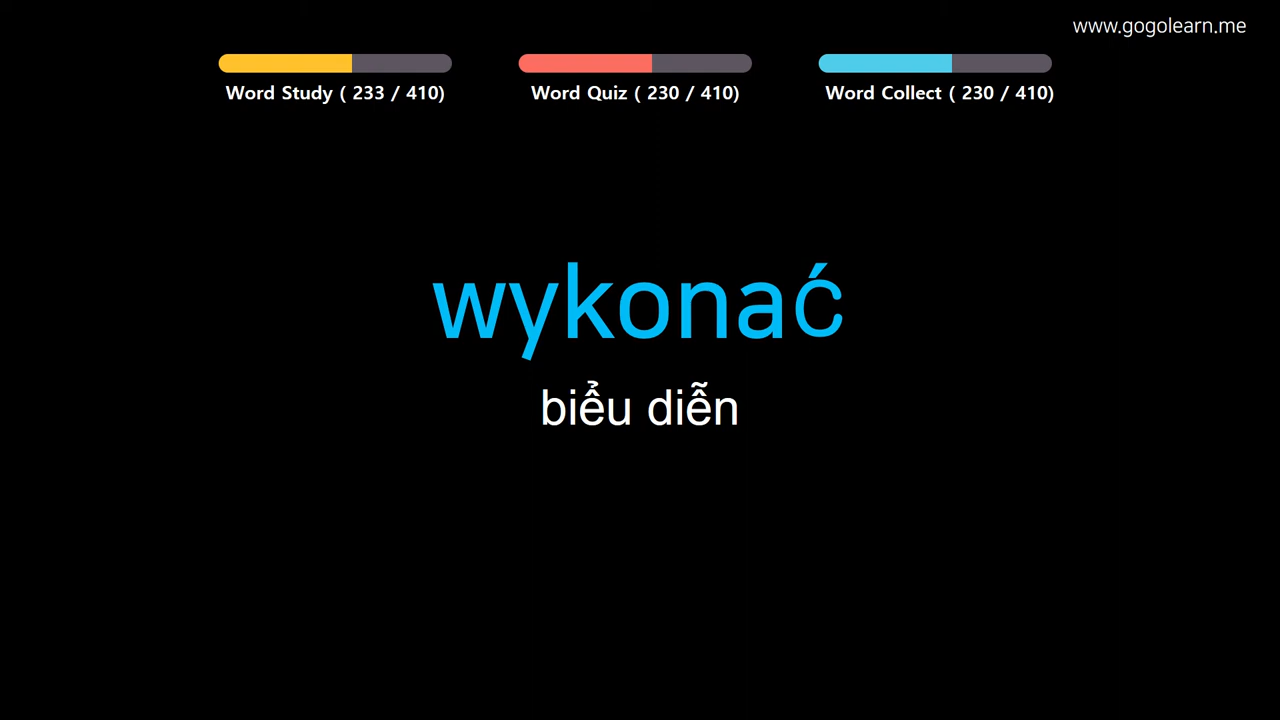 www.gogolearn.me
Word Study ( 233 / 410)
Word Quiz ( 230 / 410)
Word Collect ( 230 / 410)
wykonać
biểu diễn